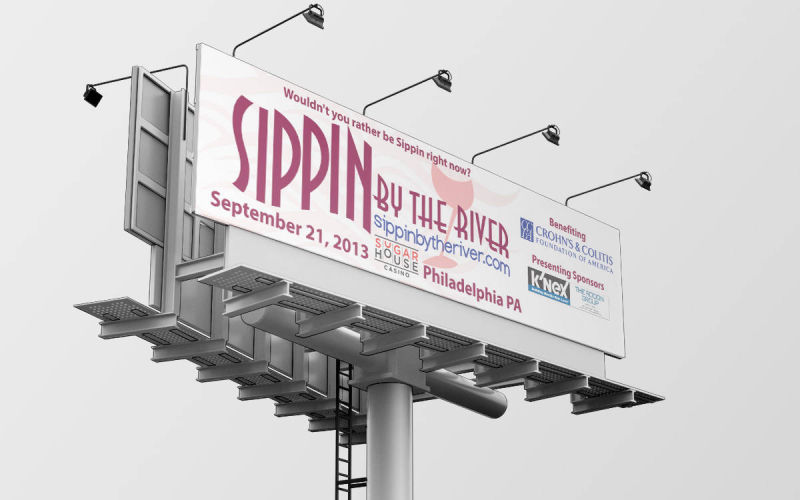 Wouldn't you rather be Sippin right now?
SIPPIN
BY THE RIVER
sippinbytheriver.com
September 21, 2013
SUGAR
HOUSE
CASINO
Philadelphia PA
Benefiting
CROHN'S & COLITIS
FOUNDATION OF AMERICA
Presenting Sponsors
K'NEX
GROUP